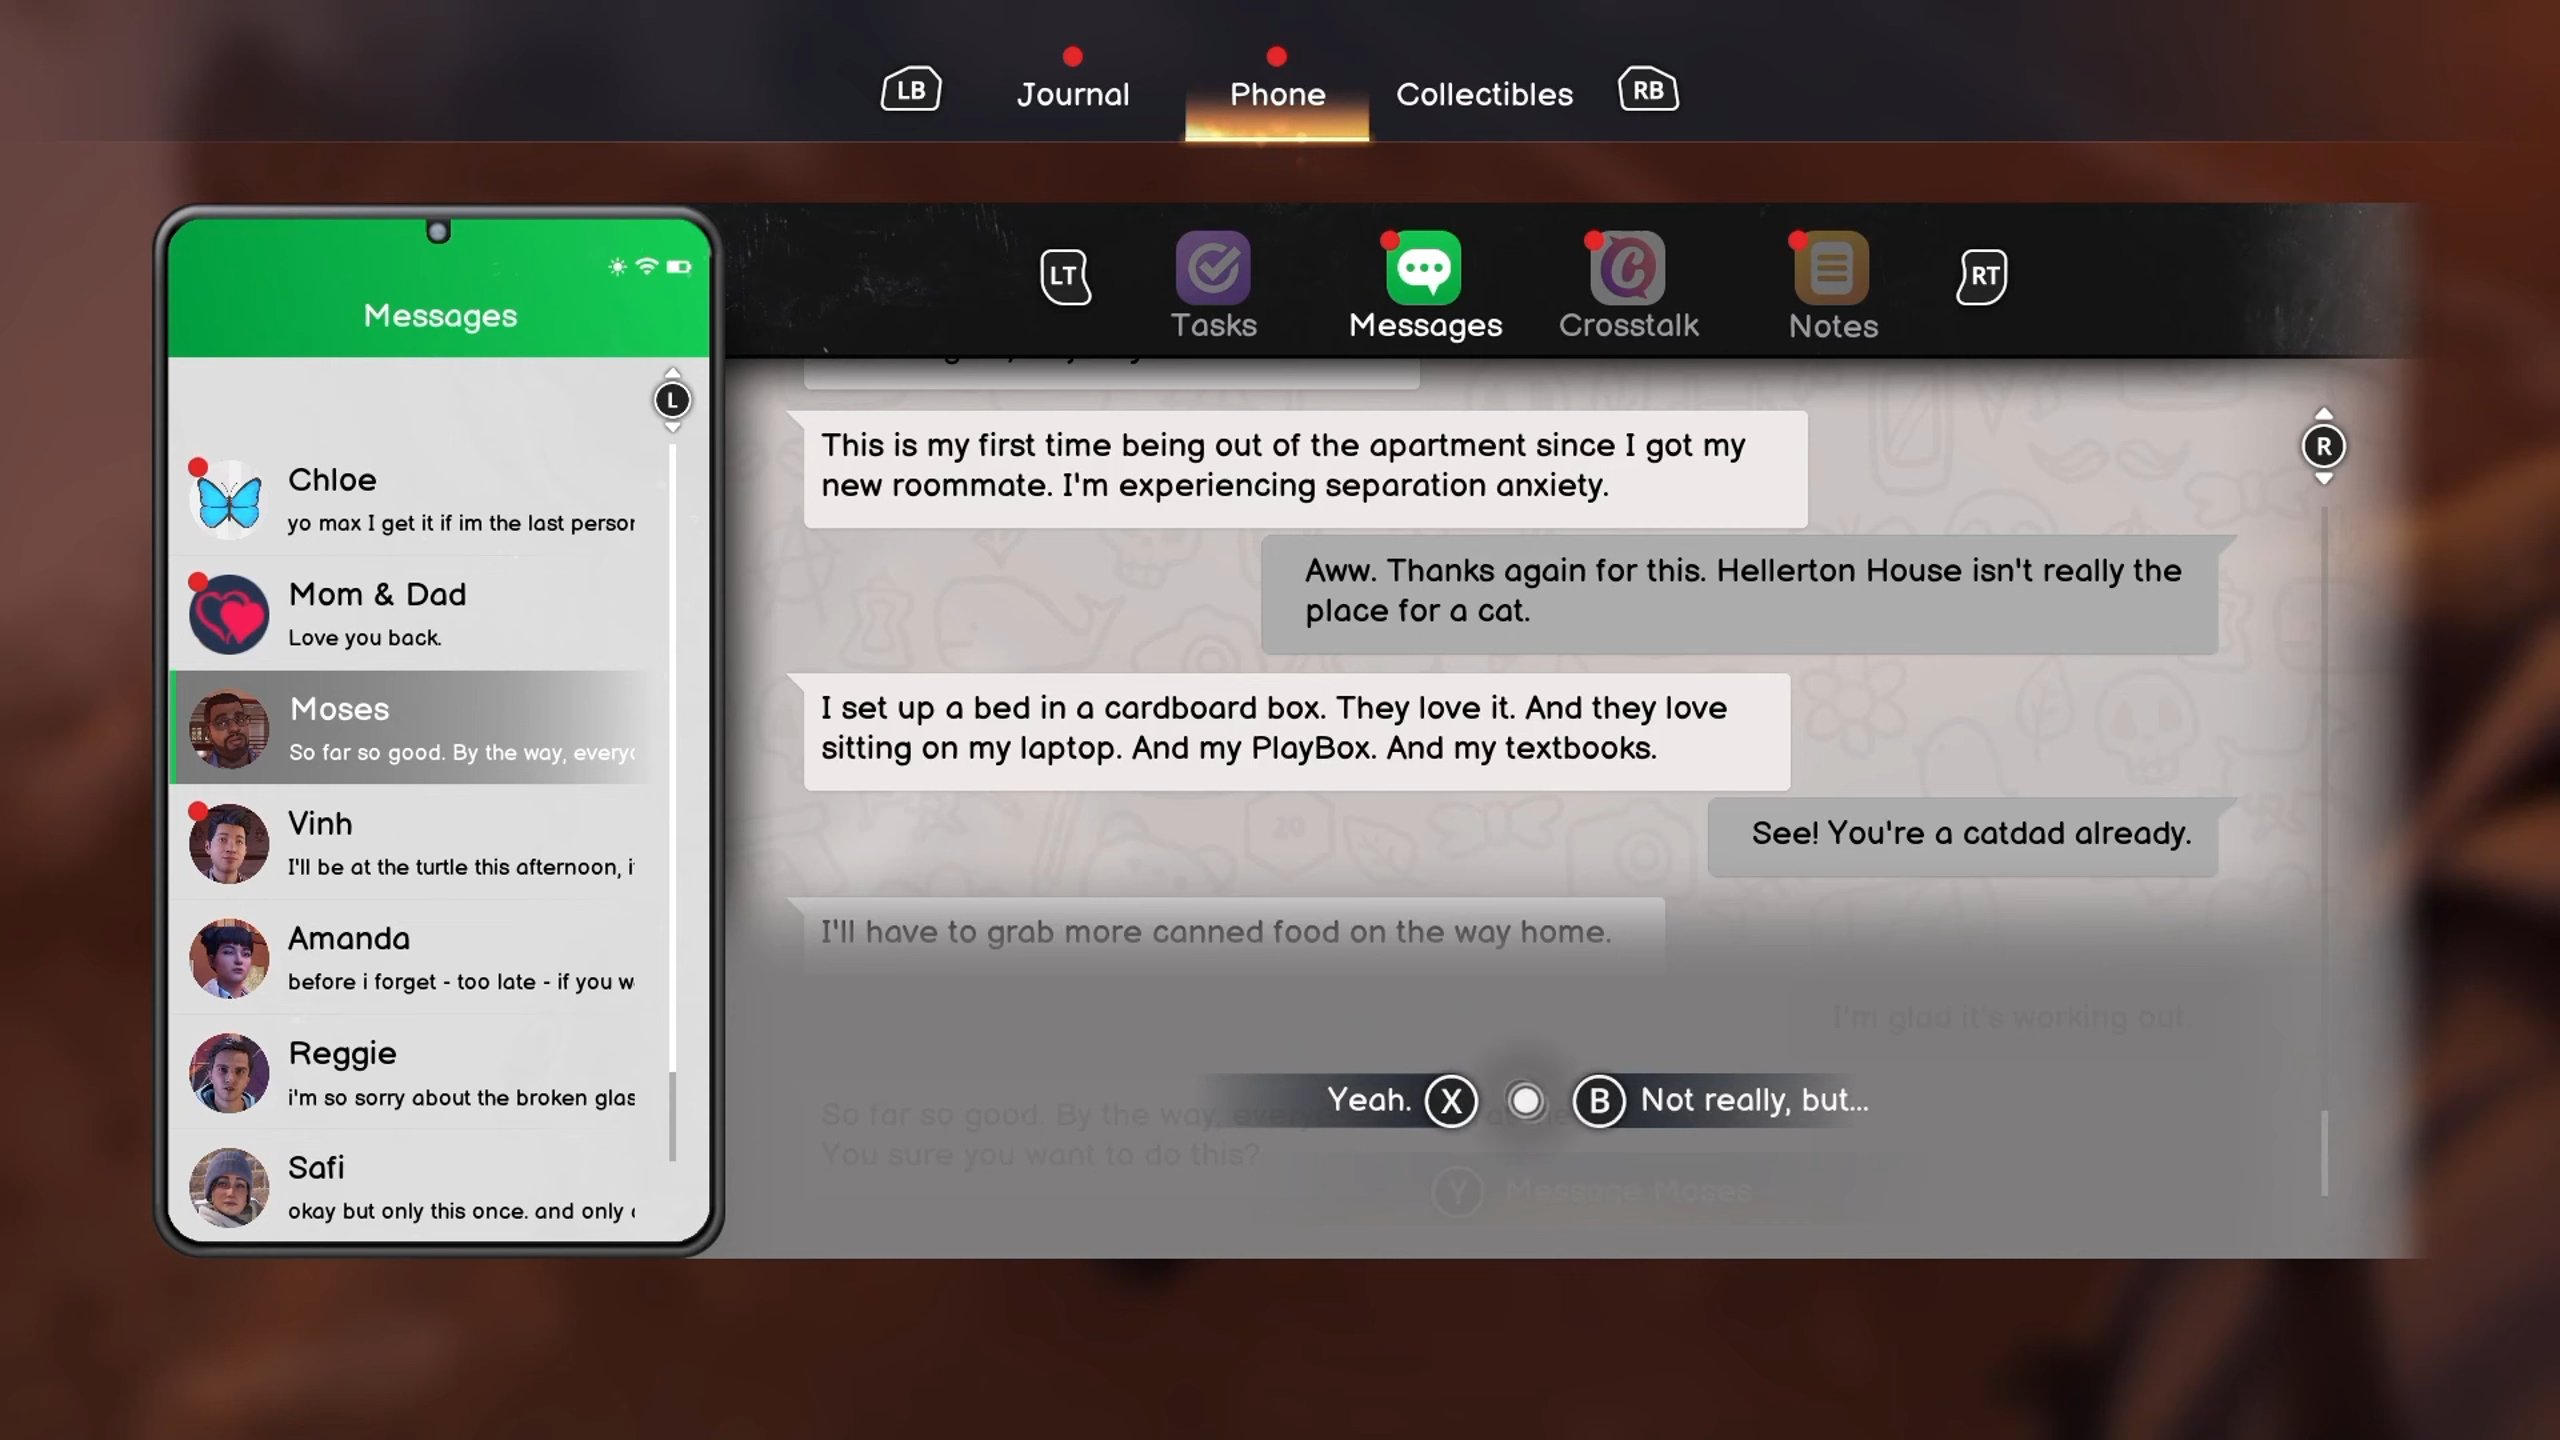 LB Journal Phone Collectibles RB
Messages
L
Chloe
yo max I get it if im the last person
Mom & Dad
Love you back.
Moses
So far so good. By the way, everyo
Vinh
I'll be at the turtle this afternoon, i
Amanda
before i forget - too late - if you w
Reggie
i'm so sorry about the broken glas
Safi
okay but only this once. and only
LT Tasks Messages Crosstalk Notes RT
R
This is my first time being out of the apartment since I got my
new roommate. I'm experiencing separation anxiety.
Aww. Thanks again for this. Hellerton House isn't really the
place for a cat.
I set up a bed in a cardboard box. They love it. And they love
sitting on my laptop. And my PlayBox. And my textbooks.
See! You're a catdad already.
I'll have to grab more canned food on the way home.
I'm glad it's working out.
Yeah. X B Not really, but...
So far so good. By the way,
You sure you want to do this?
Y Message Moses